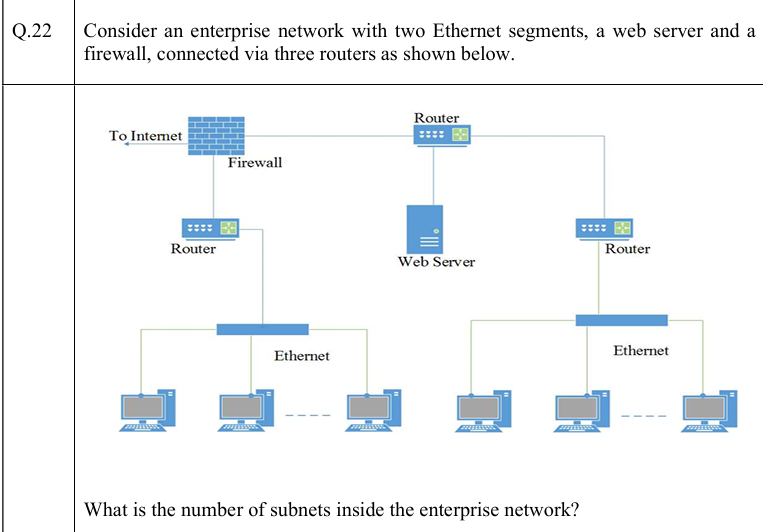 Q.22
Consider an enterprise network with two Ethernet segments, a web server and a
firewall, connected via three routers as shown below.
Router
To Internet
Firewall
Router
Web Server
Router
Ethernet
Ethernet
What is the number of subnets inside the enterprise network?